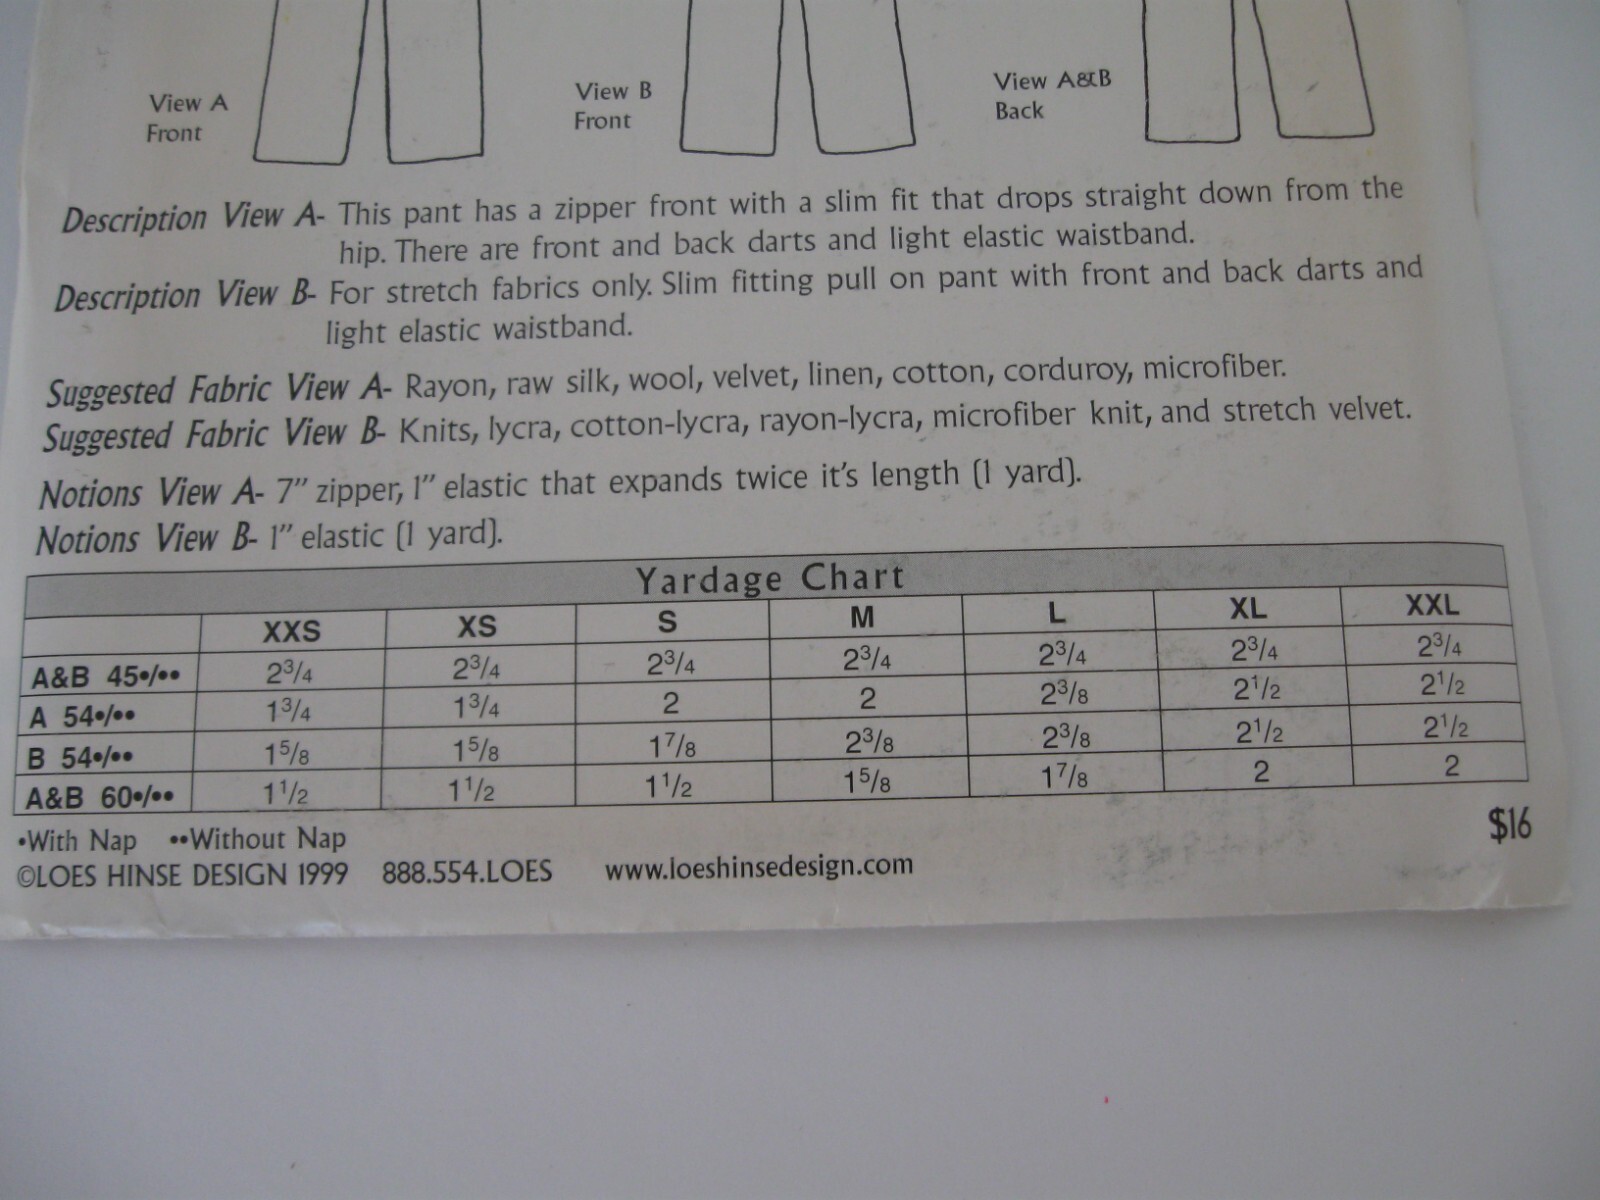 View A
Front
View B
Front
View A&B
Back
Description View A- This pant has a zipper front with a slim fit that drops straight down from the
hip. There are front and back darts and light elastic waistband.
Description View B- For stretch fabrics only. Slim fitting pull on pant with front and back darts and
light elastic waistband.
Suggested Fabric View A- Rayon, raw silk, wool, velvet, linen, cotton, corduroy, microfiber.
Suggested Fabric View B- Knits, lycra, cotton-lycra, rayon-lycra, microfiber knit, and stretch velvet.
Notions View A- 7" zipper, 1" elastic that expands twice it's length (1 yard).
Notions View B- 1" elastic (1 yard).
Yardage Chart
XXS XS S M L XL XXL
A&B 45•/•• 2 3/4 2 3/4 2 3/4 2 3/4 2 3/4 2 3/4 2 3/4
A 54•/•• 1 3/4 1 3/4 2 2 2 3/8 2 1/2 2 1/2
B 54•/•• 1 5/8 1 5/8 1 7/8 2 3/8 2 3/8 2 1/2 2 1/2
A&B 60•/•• 1 1/2 1 1/2 1 1/2 1 5/8 1 7/8 2 2
•With Nap ••Without Nap
$16
©LOES HINSE DESIGN 1999 888.554.LOES www.loeshinsedesign.com